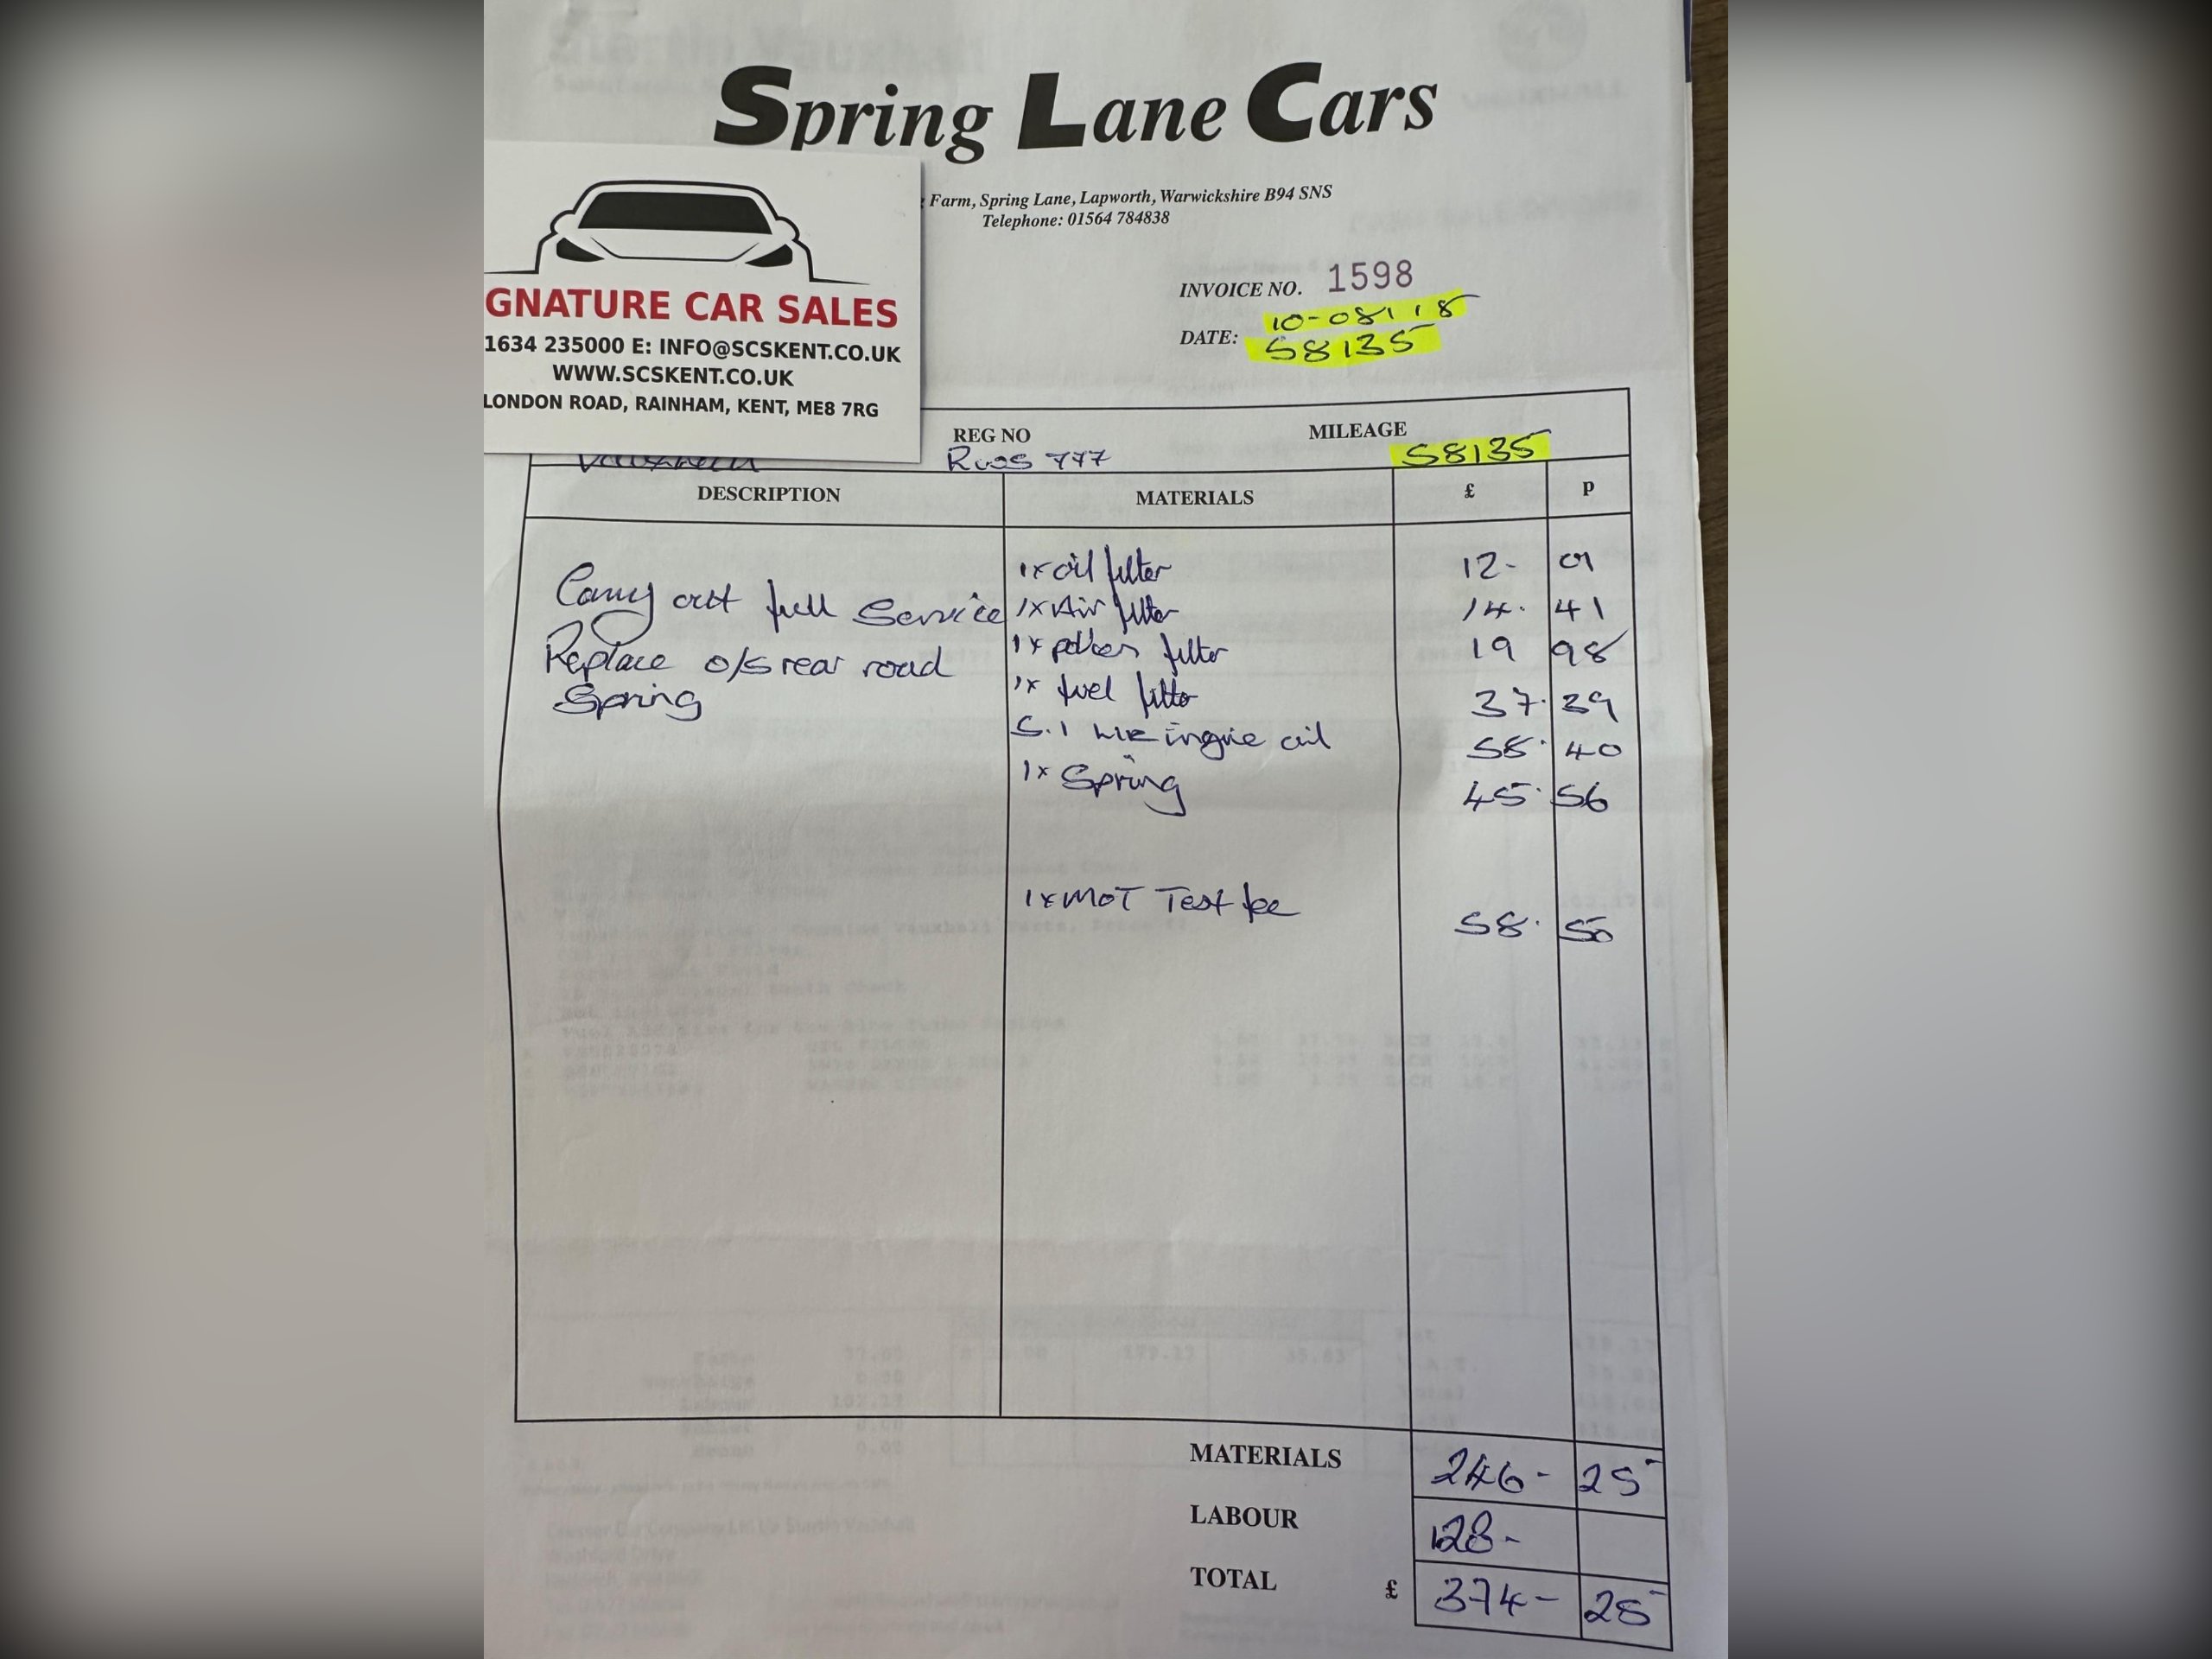 Spring Lane Cars
Farm, Spring Lane, Lapworth, Warwickshire B94 5NS
Telephone: 01564 784838
GNATURE CAR SALES
1634 235000 E: INFO@SCSKENT.CO.UK
WWW.SCSKENT.CO.UK
LONDON ROAD, RAINHAM, KENT, ME8 7RG
INVOICE NO. 1598
DATE: 10-08-18
58135
REG NO MILEAGE
777 58135
DESCRIPTION MATERIALS £ p
Carry out full service
Replace o/s rear road
Spring
1x oil filter 12-01
1x Air filter 14.41
1x pollen filter 19 98
1x fuel filter 37.39
5.1 engine oil 58.40
1x Spring 45.56
1x MOT Test fee 58.50
MATERIALS 246-25
LABOUR 128-
TOTAL £ 374-25